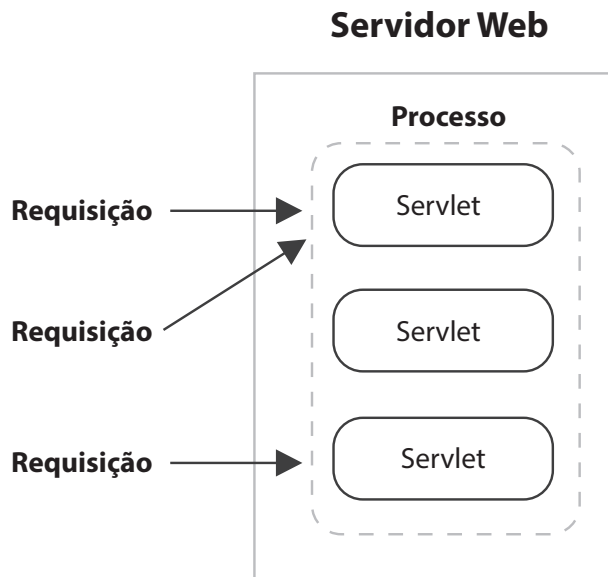 Servidor Web
Processo
Requisição
Servlet
Requisição
Servlet
Requisição
Servlet